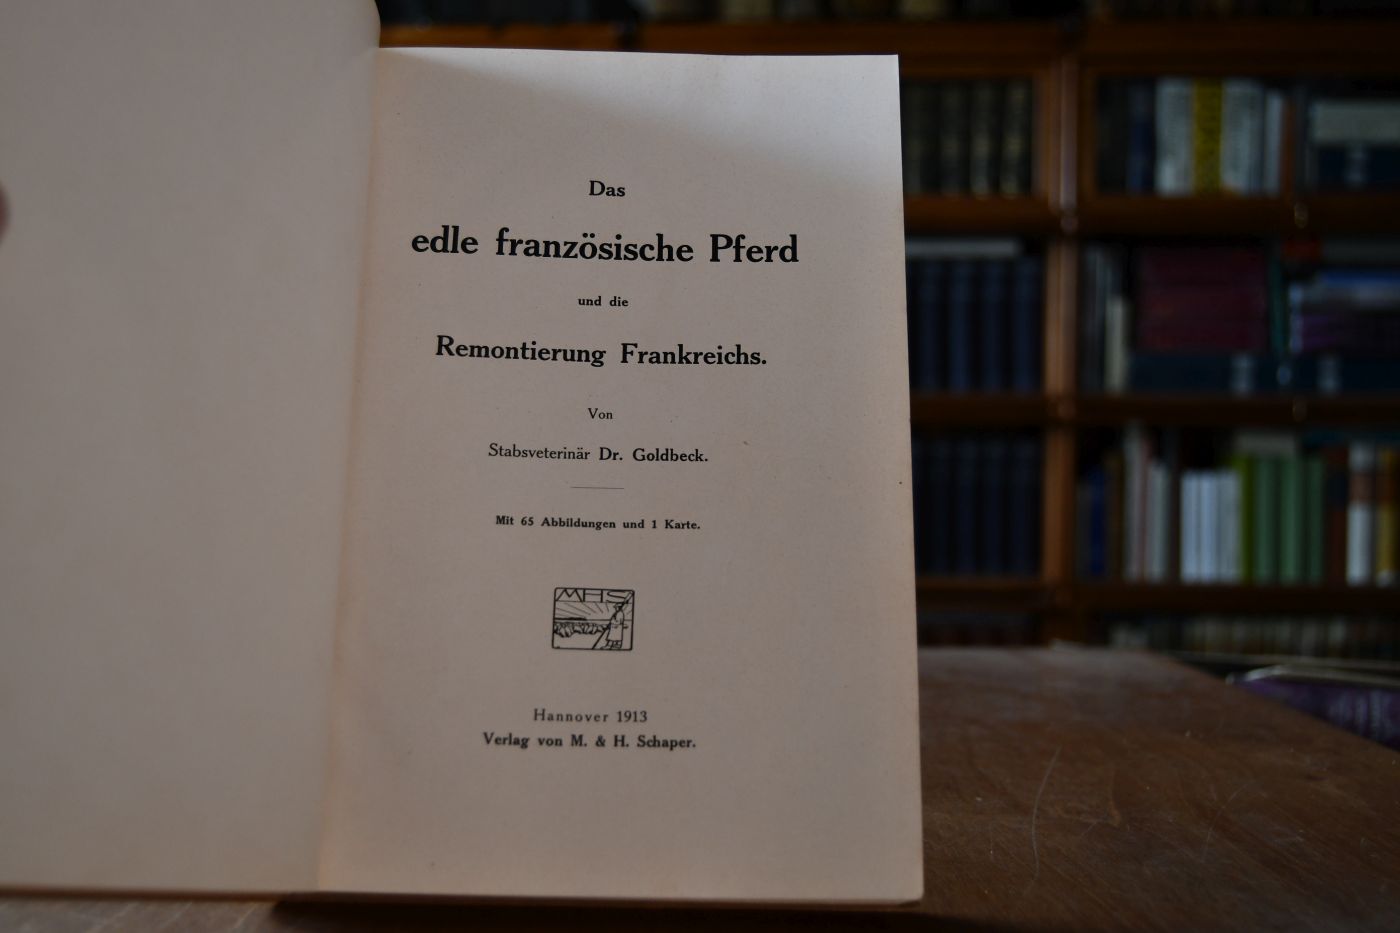 Das
edle französische Pferd
und die
Remontierung Frankreichs.
Von
Stabsveterinär Dr. Goldbeck.
Mit 65 Abbildungen und 1 Karte.
MHS
Hannover 1913
Verlag von M. & H. Schaper.